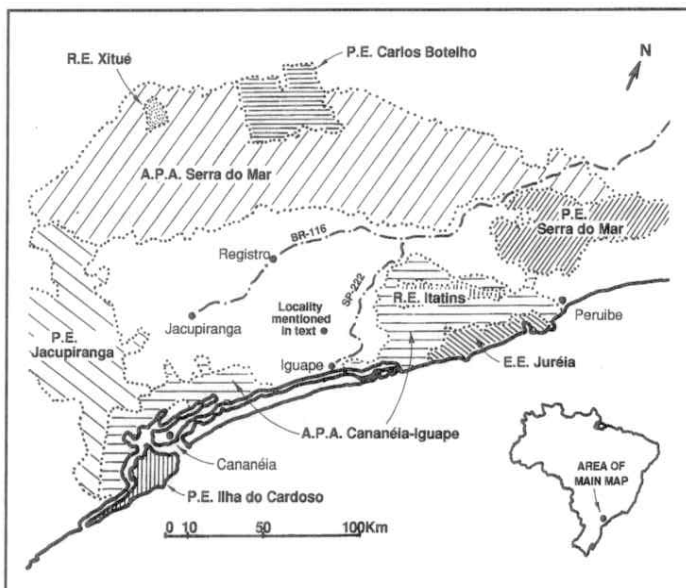 P.E. Carlos Botelho
R.E. Xitué
N
A.P.A. Serra do Mar
P.E.
Serra do Mar
BR-116
Registro
SP-222
R.E. Itatins
Locality
mentioned
in text
Peruibe
Jacupiranga
P.E.
Jacupiranga
Iguape
E.E. Juréia
A.P.A. Cananéia-Iguape
Cananéia
AREA OF
MAIN MAP
P.E. Ilha do Cardoso
0 10 50 100Km